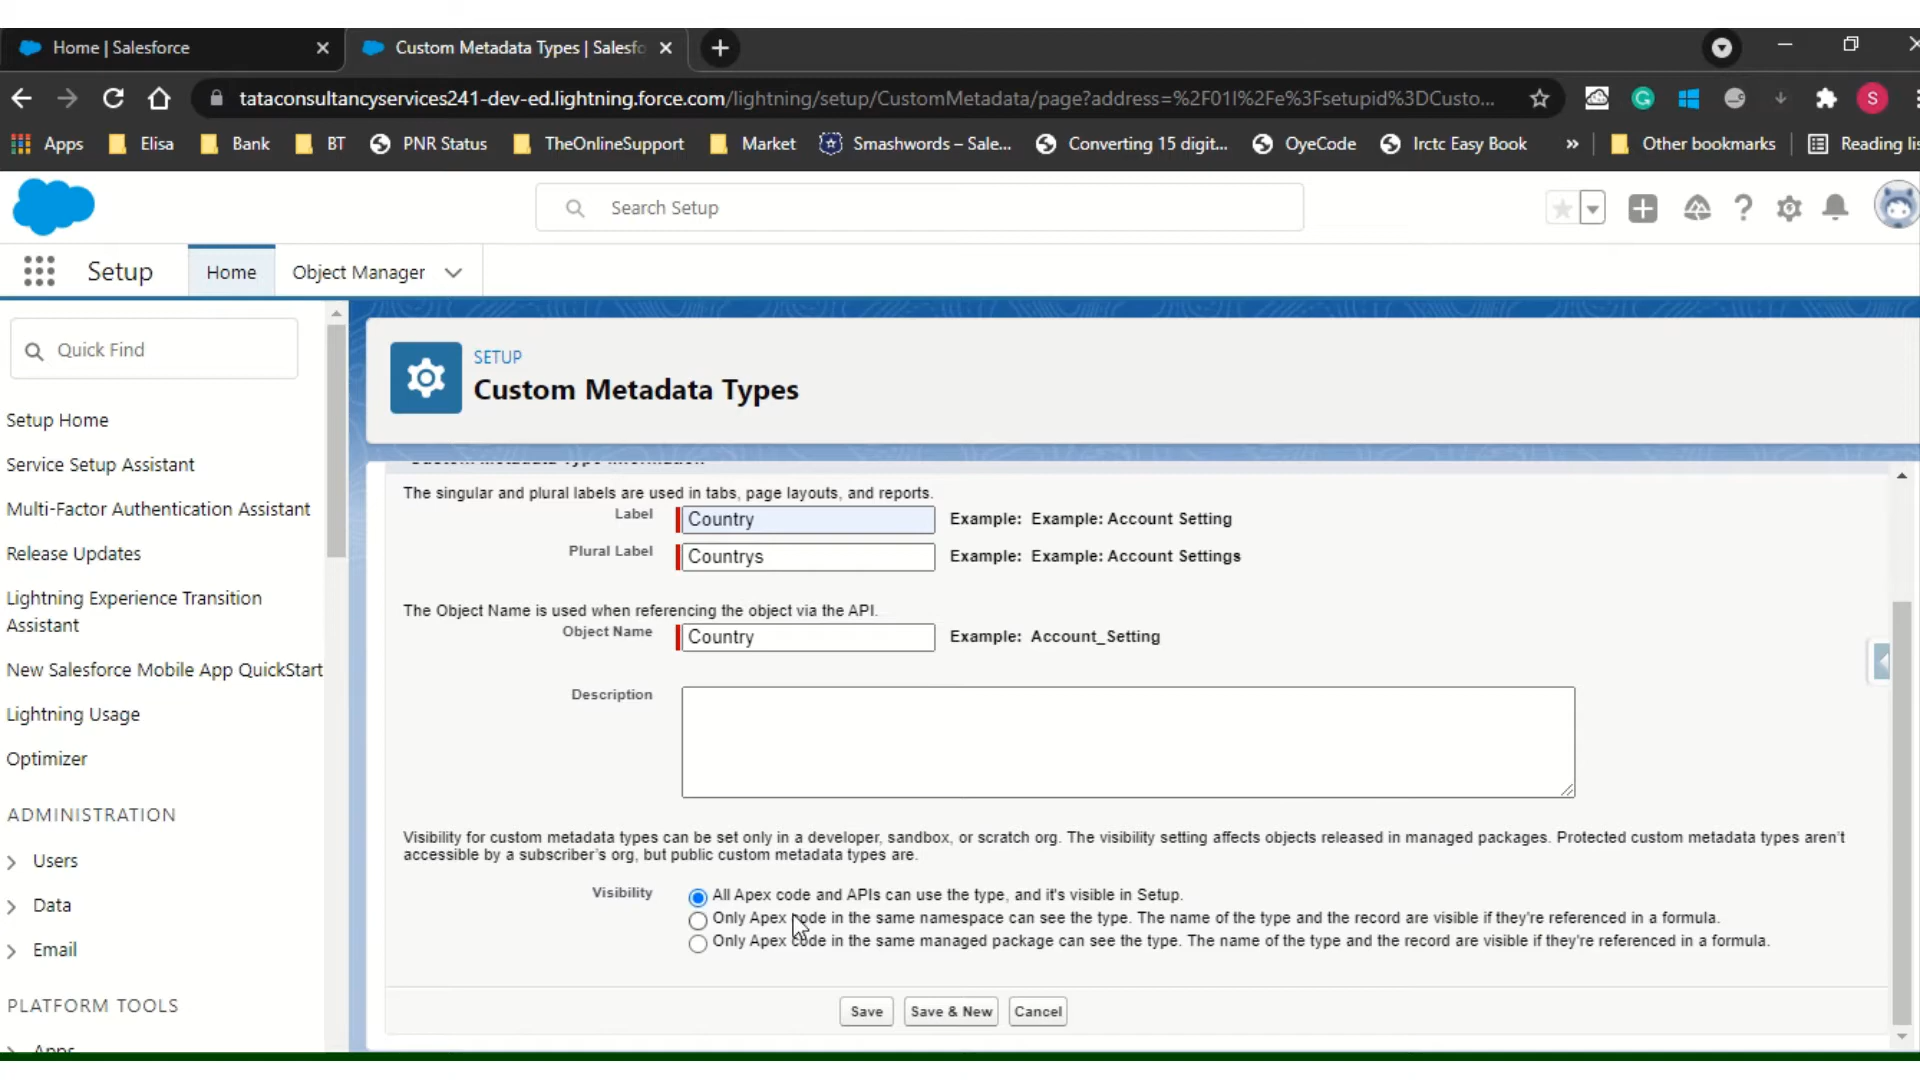 Home | Salesforce
Custom Metadata Types | Salesfo
tataconsultancyservices241-dev-ed.lightning.force.com/lightning/setup/CustomMetadata/page?address=%2F01I%2Fe%3Fsetupid%3DCusto...
S
Apps Elisa Bank BT PNR Status TheOnlineSupport Market Smashwords – Sale... Converting 15 digit... OyeCode Irctc Easy Book » Other bookmarks Reading lis
Search Setup
Setup Home Object Manager
Quick Find
Setup Home
Service Setup Assistant
Multi-Factor Authentication Assistant
Release Updates
Lightning Experience Transition
Assistant
New Salesforce Mobile App QuickStart
Lightning Usage
Optimizer
ADMINISTRATION
Users
Data
Email
PLATFORM TOOLS
Apps
SETUP
Custom Metadata Types
Custom Metadata Type Information
The singular and plural labels are used in tabs, page layouts, and reports.
Label Country Example: Example: Account Setting
Plural Label Countrys Example: Example: Account Settings
The Object Name is used when referencing the object via the API.
Object Name Country Example: Account_Setting
Description
Visibility for custom metadata types can be set only in a developer, sandbox, or scratch org. The visibility setting affects objects released in managed packages. Protected custom metadata types aren't
accessible by a subscriber's org, but public custom metadata types are.
Visibility All Apex code and APIs can use the type, and it's visible in Setup.
Only Apex code in the same namespace can see the type. The name of the type and the record are visible if they're referenced in a formula.
Only Apex code in the same managed package can see the type. The name of the type and the record are visible if they're referenced in a formula.
Save Save & New Cancel